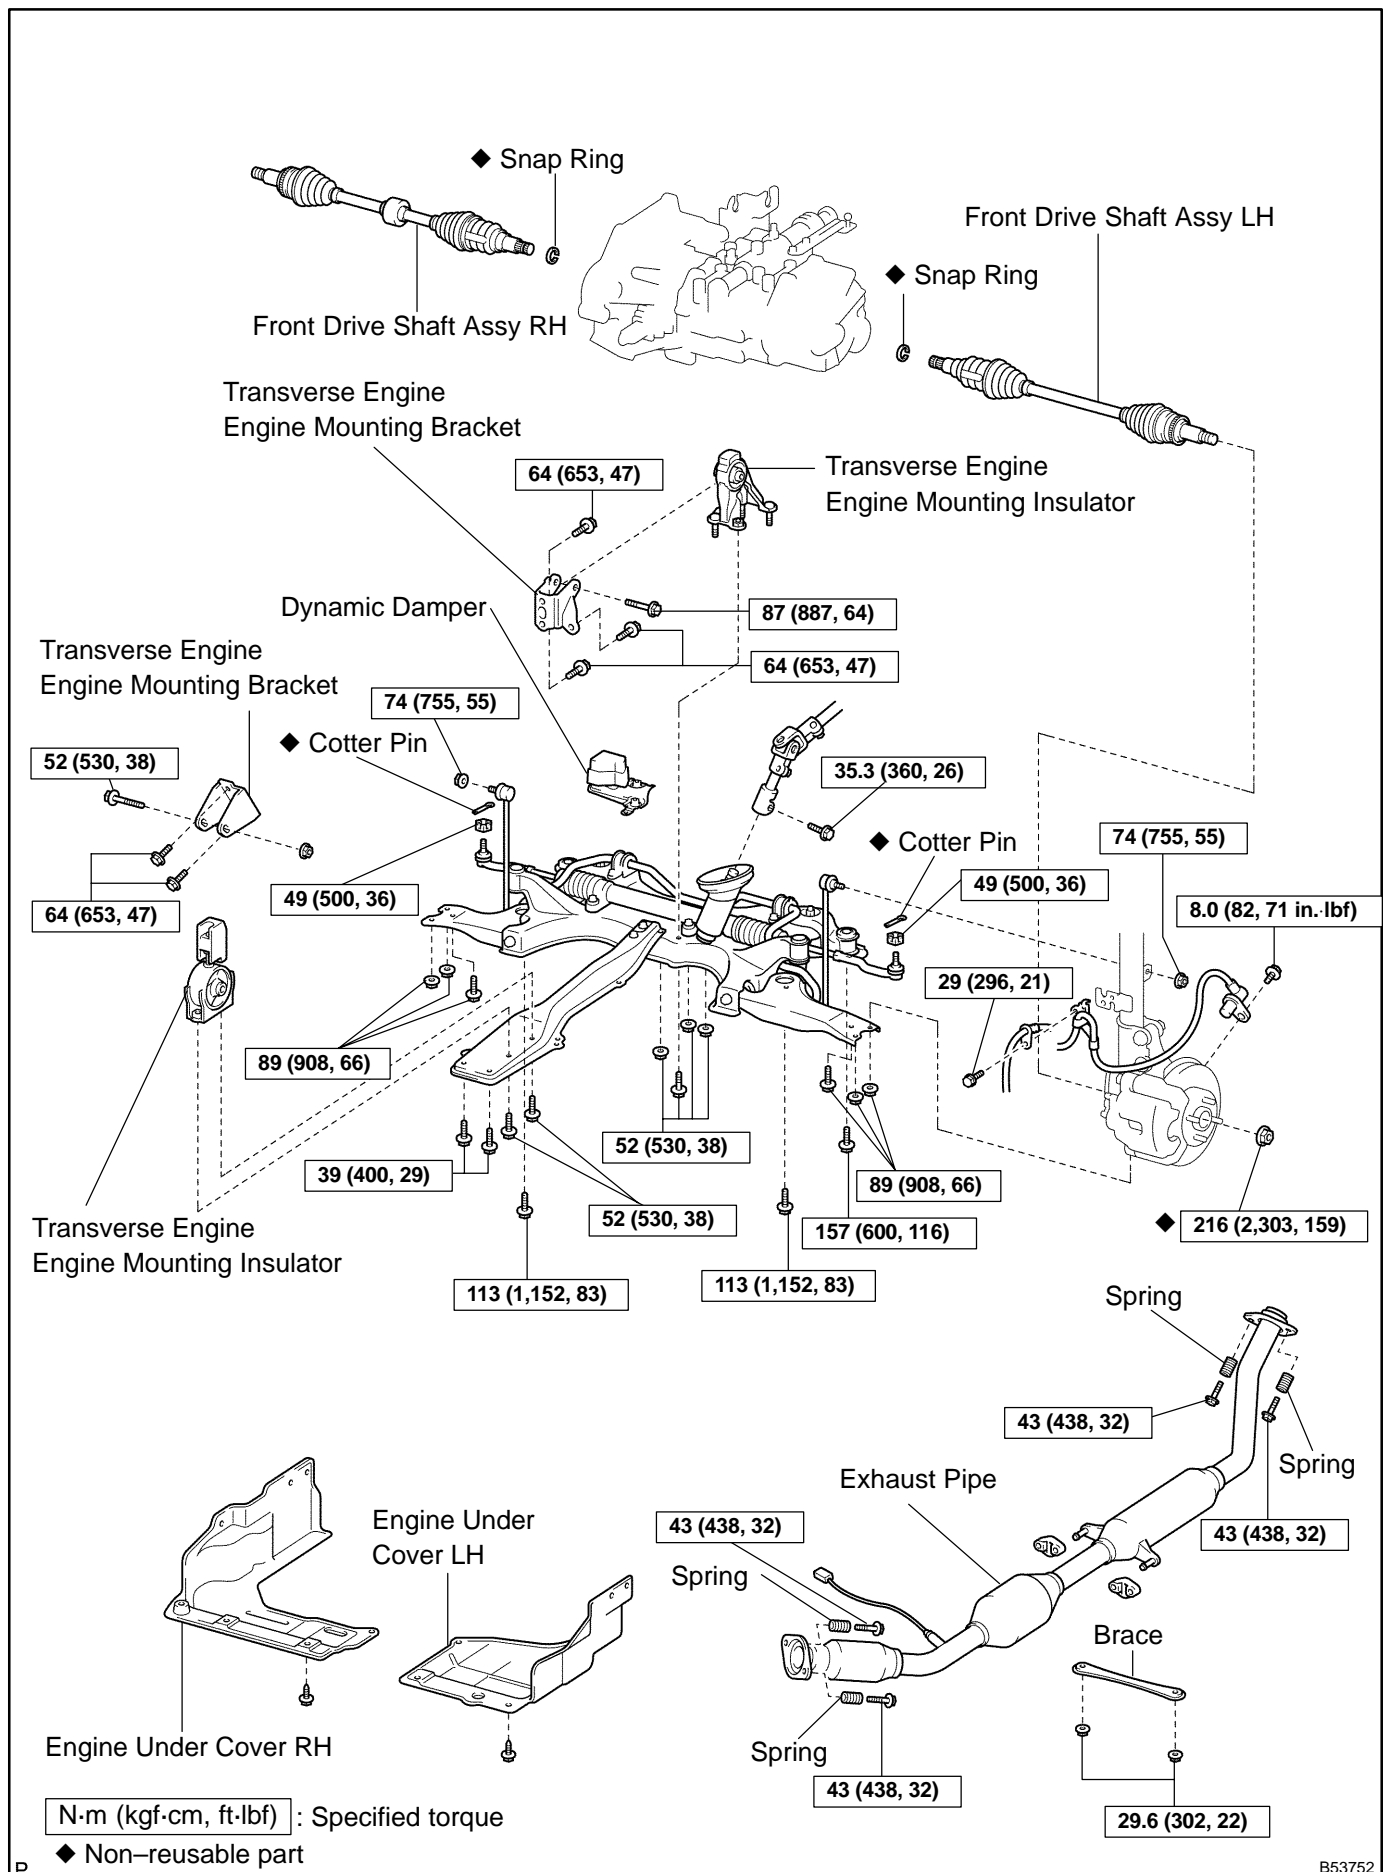 ◆ Snap Ring
Front Drive Shaft Assy LH
◆ Snap Ring
Front Drive Shaft Assy RH
Transverse Engine
Engine Mounting Bracket
64 (653, 47)
Transverse Engine
Engine Mounting Insulator
Dynamic Damper
87 (887, 64)
64 (653, 47)
Transverse Engine
Engine Mounting Bracket
74 (755, 55)
◆ Cotter Pin
52 (530, 38)
35.3 (360, 26)
◆ Cotter Pin
74 (755, 55)
49 (500, 36)
49 (500, 36)
64 (653, 47)
8.0 (82, 71 in.·lbf)
29 (296, 21)
89 (908, 66)
52 (530, 38)
39 (400, 29)
89 (908, 66)
52 (530, 38)
157 (600, 116)
◆ 216 (2,303, 159)
Transverse Engine
Engine Mounting Insulator
113 (1,152, 83)
113 (1,152, 83)
Spring
43 (438, 32)
Spring
Exhaust Pipe
43 (438, 32)
43 (438, 32)
Engine Under
Cover LH
Spring
Brace
Engine Under Cover RH
Spring
43 (438, 32)
29.6 (302, 22)
N·m (kgf·cm, ft·lbf) : Specified torque
◆ Non–reusable part
P
B53752